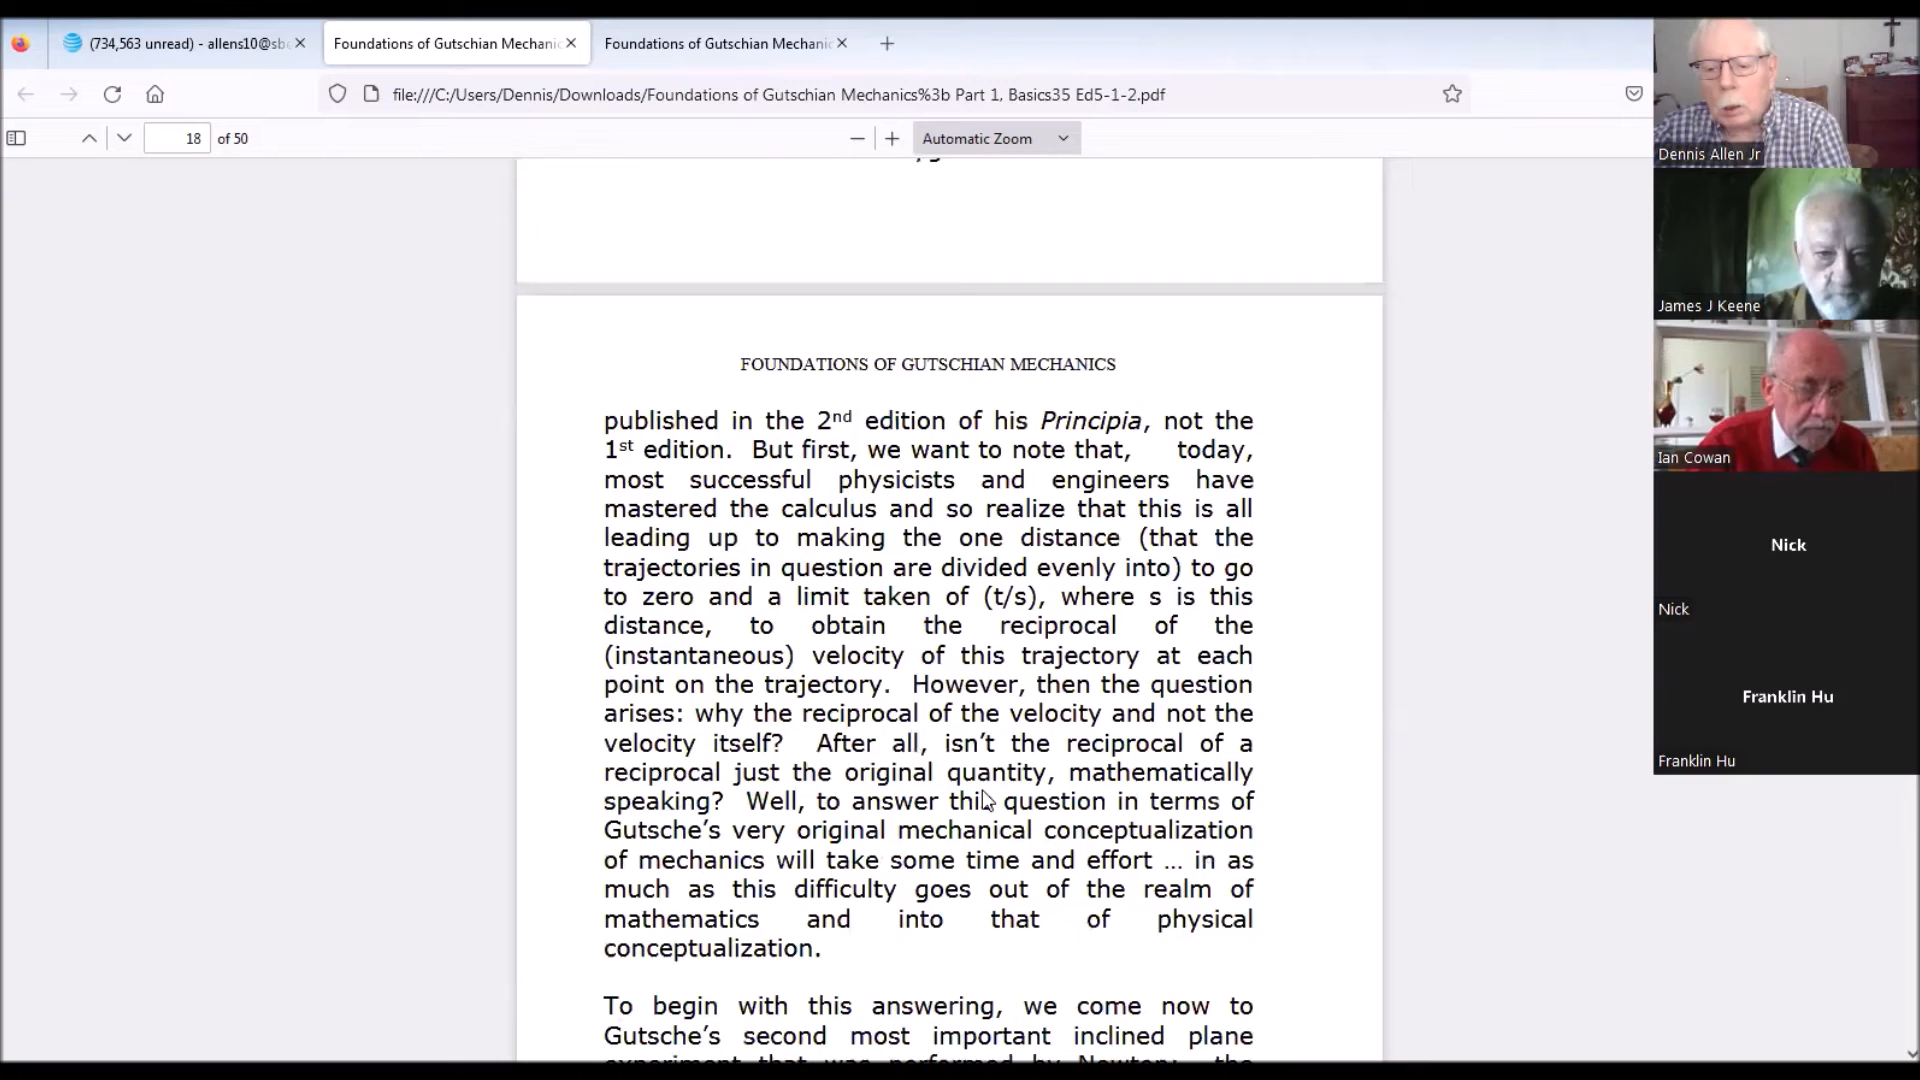 (734,563 unread) - allens10@sb
Foundations of Gutschian Mechanic
Foundations of Gutschian Mechanic
file:///C:/Users/Dennis/Downloads/Foundations of Gutschian Mechanics%3b Part 1, Basics35 Ed5-1-2.pdf
18 of 50
Automatic Zoom
FOUNDATIONS OF GUTSCHIAN MECHANICS
published in the 2nd edition of his Principia, not the
1st edition. But first, we want to note that, today,
most successful physicists and engineers have
mastered the calculus and so realize that this is all
leading up to making the one distance (that the
trajectories in question are divided evenly into) to go
to zero and a limit taken of (t/s), where s is this
distance, to obtain the reciprocal of the
(instantaneous) velocity of this trajectory at each
point on the trajectory. However, then the question
arises: why the reciprocal of the velocity and not the
velocity itself? After all, isn’t the reciprocal of a
reciprocal just the original quantity, mathematically
speaking? Well, to answer this question in terms of
Gutsche’s very original mechanical conceptualization
of mechanics will take some time and effort … in as
much as this difficulty goes out of the realm of
mathematics and into that of physical
conceptualization.
To begin with this answering, we come now to
Gutsche’s second most important inclined plane
experiment that was performed by Newton: the
Dennis Allen Jr
James J Keene
Ian Cowan
Nick
Nick
Franklin Hu
Franklin Hu